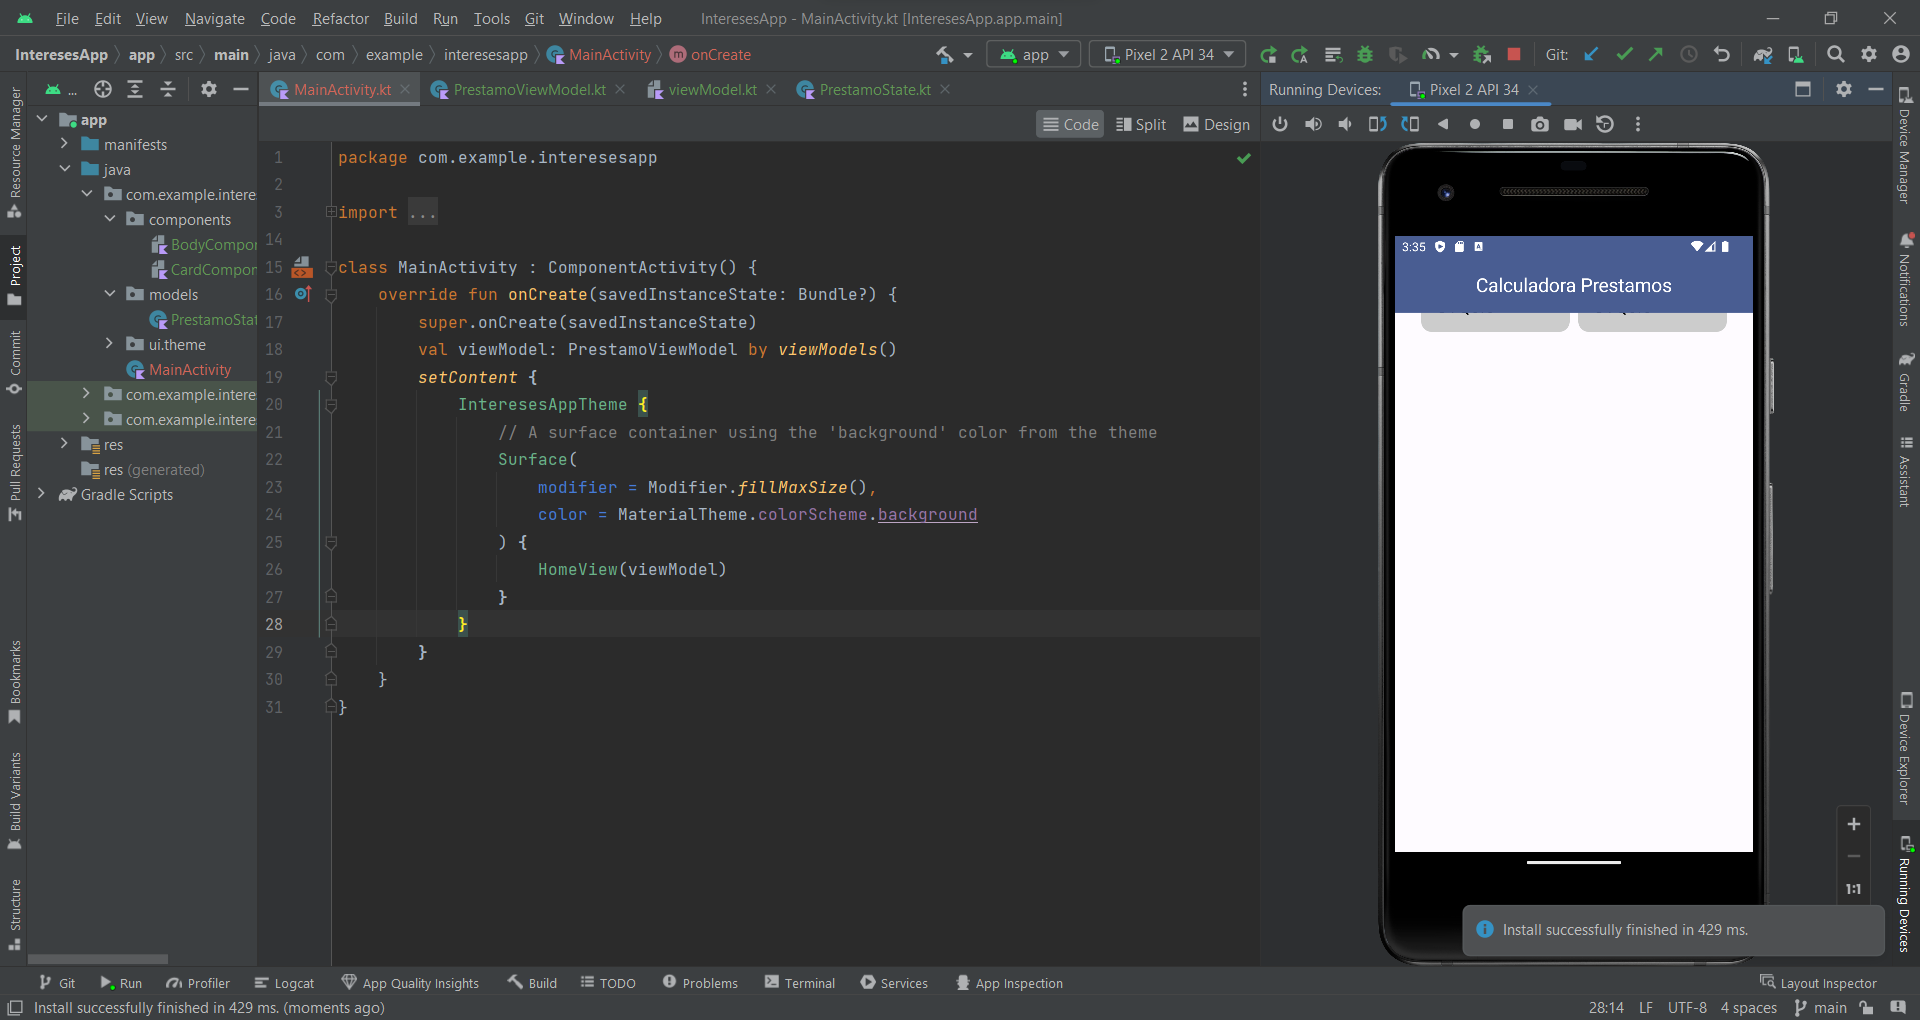 File Edit View Navigate Code Refactor Build Run Tools Git Window Help InteresesApp - MainActivity.kt [InteresesApp.app.main]
InteresesApp app src main java com example interesesapp MainActivity onCreate app Pixel 2 API 34 Git:
... MainActivity.kt PrestamoViewModel.kt viewModel.kt PrestamoState.kt Running Devices: Pixel 2 API 34
Code Split Design
Resource Manager
Project
Commit
Pull Requests
Bookmarks
Build Variants
Structure
app
manifests
java
com.example.intere
components
BodyCompo
CardCompor
models
PrestamoStat
ui.theme
MainActivity
com.example.intere
com.example.intere
res
res (generated)
Gradle Scripts
1 package com.example.interesesapp
2
3 import ...
14
15 class MainActivity : ComponentActivity() {
16 override fun onCreate(savedInstanceState: Bundle?) {
17 super.onCreate(savedInstanceState)
18 val viewModel: PrestamoViewModel by viewModels()
19 setContent {
20 InteresesAppTheme {
21 // A surface container using the 'background' color from the theme
22 Surface(
23 modifier = Modifier.fillMaxSize(),
24 color = MaterialTheme.colorScheme.background
25 ) {
26 HomeView(viewModel)
27 }
28 }
29 }
30 }
31 }
3:35
Calculadora Prestamos
1:1
Install successfully finished in 429 ms.
Device Manager
Notifications
Gradle
Assistant
Device Explorer
Running Devices
Git Run Profiler Logcat App Quality Insights Build TODO Problems Terminal Services App Inspection Layout Inspector
Install successfully finished in 429 ms. (moments ago) 28:14 LF UTF-8 4 spaces main